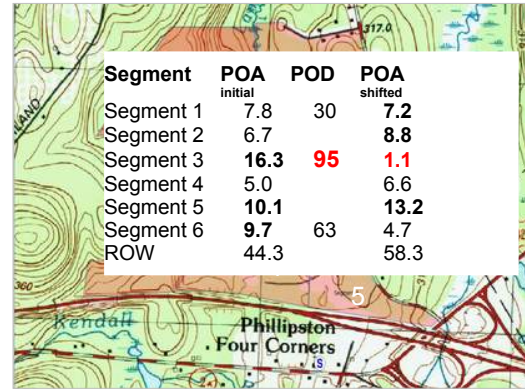 317.0
LAND
Segment POA POD POA
initial shifted
Segment 1 7.8 30 7.2
Segment 2 6.7 8.8
Segment 3 16.3 95 1.1
Segment 4 5.0 6.6
Segment 5 10.1 13.2
Segment 6 9.7 63 4.7
ROW 44.3 58.3
360
5
Kendall
Phillipston
Four Corners
S